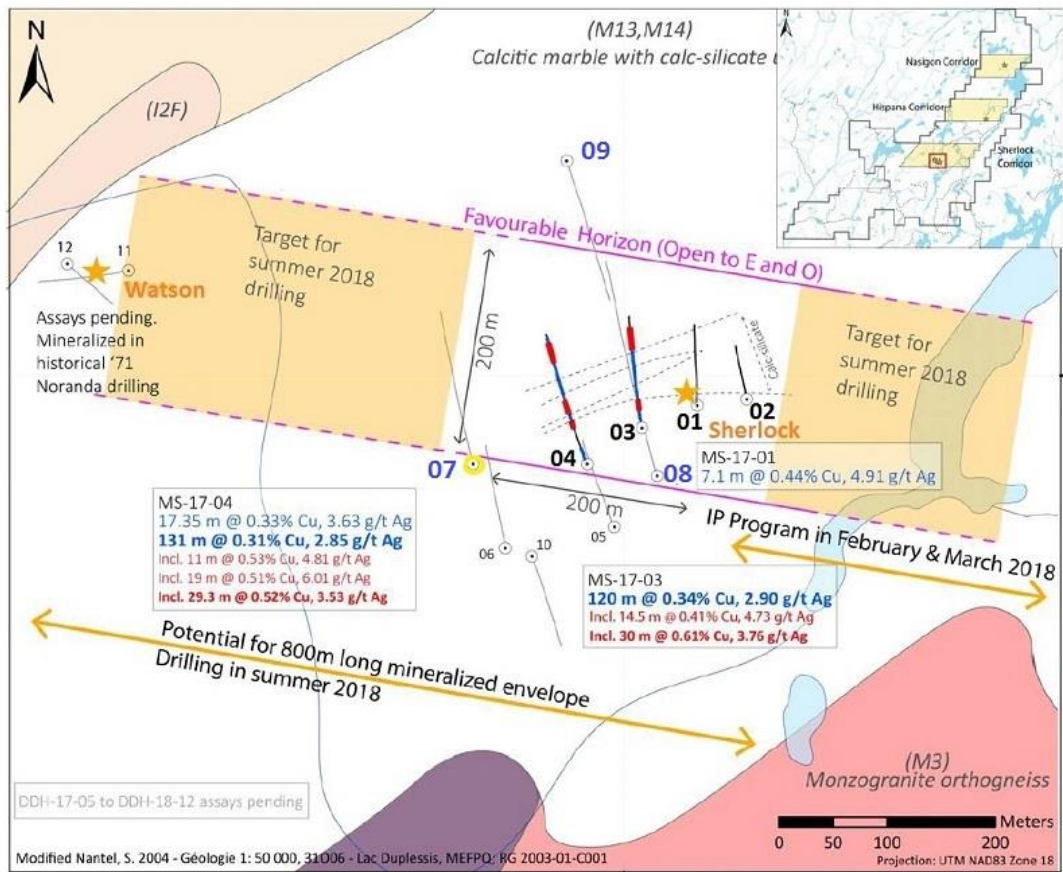 N
(M13,M14)
Calcitic marble with calc-silicate
N
Nasigon Corridor
Hispana Corridor
Sherlock
Corridor
(I2F)
09
Favourable Horizon (Open to E and O)
Target for
summer 2018
drilling
12
11
Watson
Assays pending.
Mineralized in
historical '71
Noranda drilling
200 m
Calc-silicate
Target for
summer 2018
drilling
01
02
03
Sherlock
04
07
08
MS-17-01
7.1 m @ 0.44% Cu, 4.91 g/t Ag
200 m
05
06
10
IP Program in February & March 2018
MS-17-04
17.35 m @ 0.33% Cu, 3.63 g/t Ag
131 m @ 0.31% Cu, 2.85 g/t Ag
Incl. 11 m @ 0.53% Cu, 4.81 g/t Ag
Incl. 19 m @ 0.51% Cu, 6.01 g/t Ag
Incl. 29.3 m @ 0.52% Cu, 3.53 g/t Ag
MS-17-03
120 m @ 0.34% Cu, 2.90 g/t Ag
Incl. 14.5 m @ 0.41% Cu, 4.73 g/t Ag
Incl. 30 m @ 0.61% Cu, 3.76 g/t Ag
Potential for 800m long mineralized envelope
Drilling in summer 2018
(M3)
Monzogranite orthogneiss
DDH-17-05 to DDH-18-12 assays pending
Meters
0 50 100 200
Modified Nantel, S. 2004 - Géologie 1: 50 000, 31O06 - Lac Duplessis, MEFPQ; RG 2003-01-C001
Projection: UTM NAD83 Zone 18